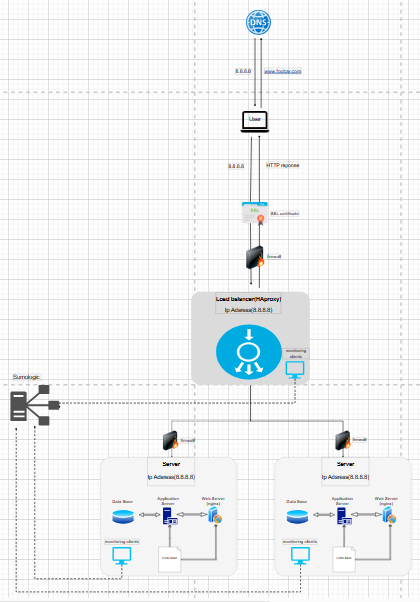 DNS
8.8.8.8
www.foobar.com
User
8.8.8.8
HTTP reponse
SSL
SSL certificate
firewall
Load balancer(HAproxy)
Ip Adsress(8.8.8.8)
monitoring
clients
Sumologic
firewall
firewall
Server
Ip Adsress(8.8.8.8)
Data Base
Application
Server
Web Server
(nginx)
monitoring clients
Code base
Server
Ip Adsress(8.8.8.8)
Data Base
Application
Server
Web Server
(nginx)
monitoring clients
Code base